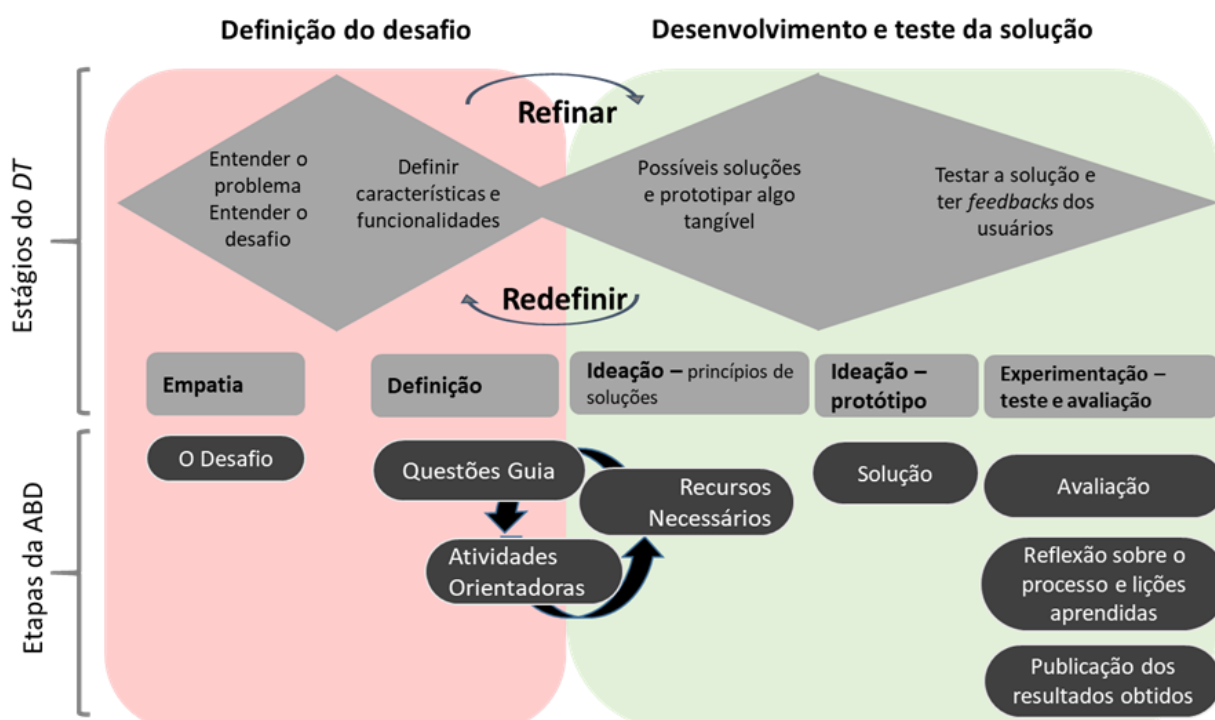 Definição do desafio
Desenvolvimento e teste da solução
Estágios do DT
Refinar
Entender o
problema
Entender o
desafio
Definir
características e
funcionalidades
Possíveis soluções
e prototipar algo
tangível
Testar a solução e
ter feedbacks dos
usuários
Redefinir
Empatia
Definição
Ideação – princípios de
soluções
Ideação –
protótipo
Experimentação –
teste e avaliação
Etapas da ABD
O Desafio
Questões Guia
Recursos
Necessários
Atividades
Orientadoras
Solução
Avaliação
Reflexão sobre o
processo e lições
aprendidas
Publicação dos
resultados obtidos